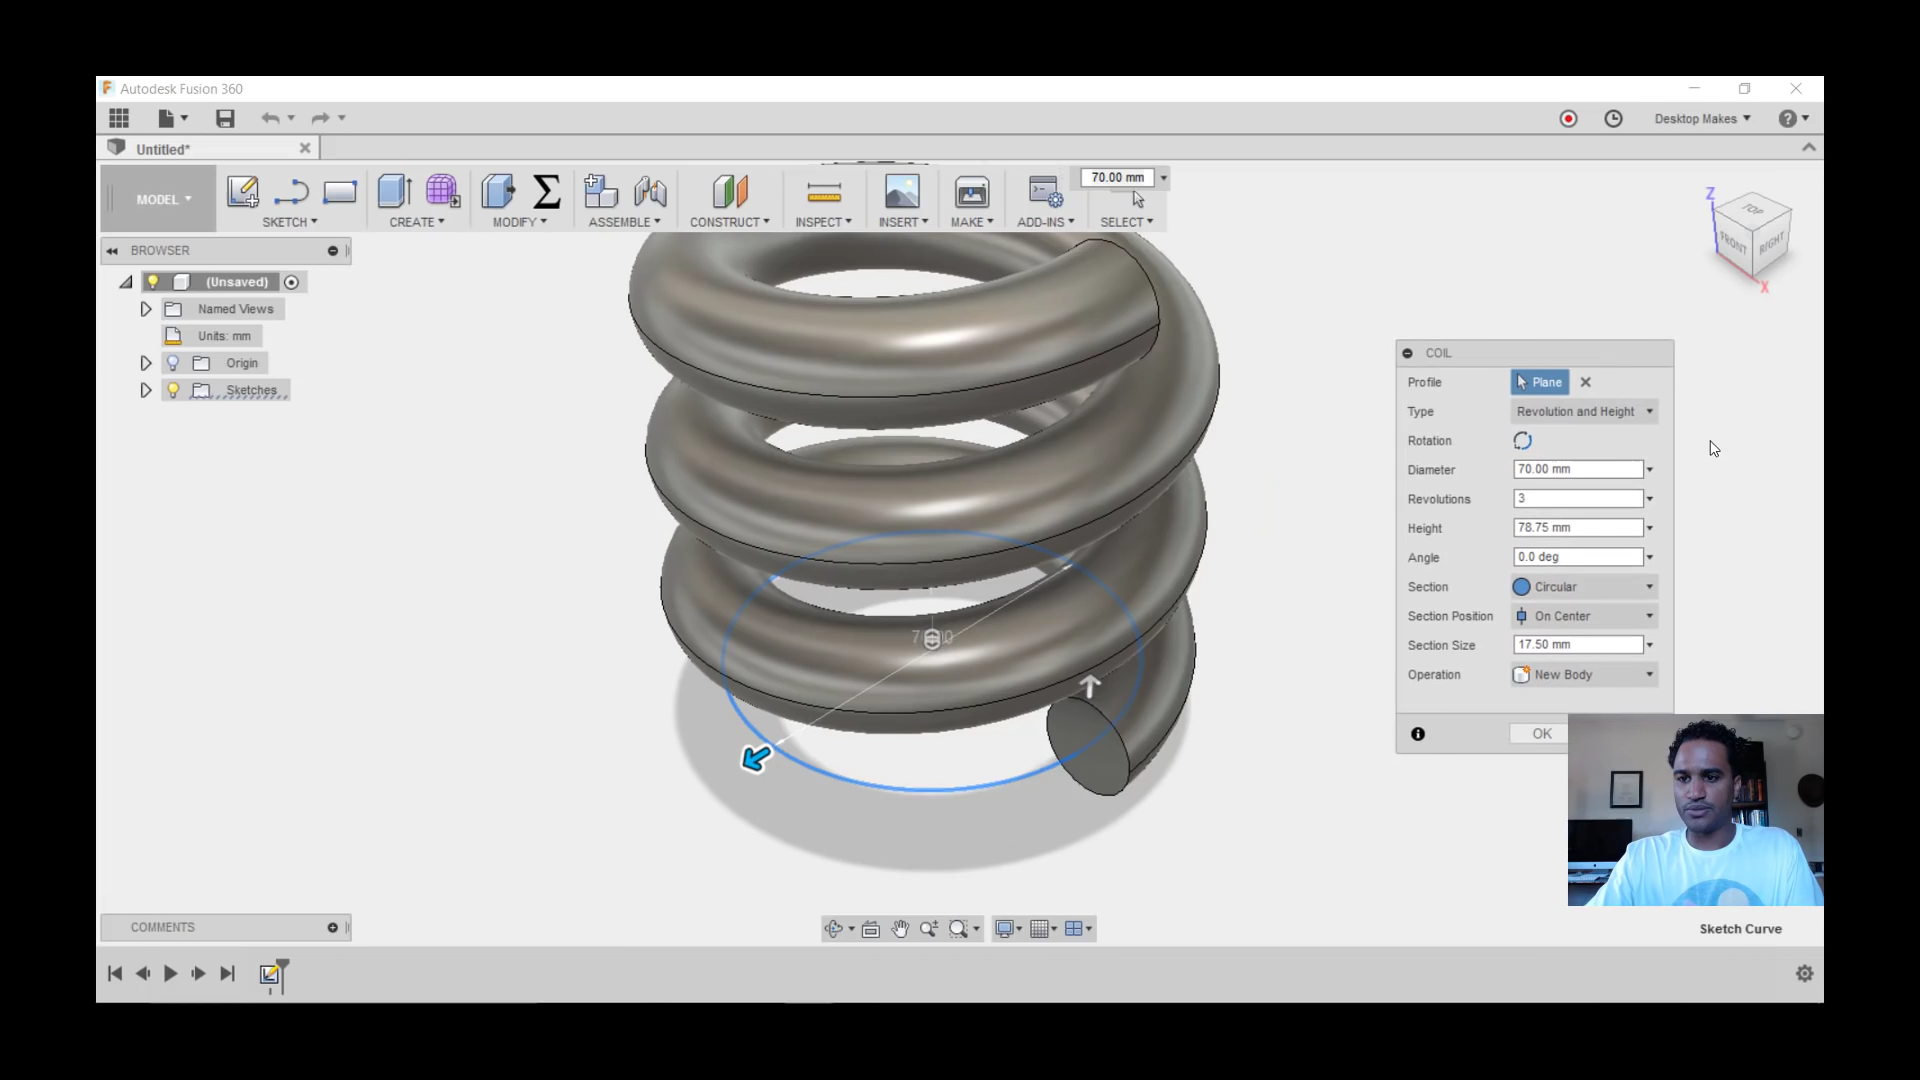 Autodesk Fusion 360
Desktop Makes
Untitled*
MODEL
SKETCH
CREATE
MODIFY
ASSEMBLE
CONSTRUCT
INSPECT
INSERT
MAKE
ADD-INS
SELECT
70.00 mm
BROWSER
(Unsaved)
Named Views
Units: mm
Origin
Sketches
Z
TOP
FRONT
RIGHT
X
COIL
Profile
Plane
Type
Revolution and Height
Rotation
Diameter
70.00 mm
Revolutions
3
Height
78.75 mm
Angle
0.0 deg
Section
Circular
Section Position
On Center
Section Size
17.50 mm
Operation
New Body
OK
COMMENTS
Sketch Curve